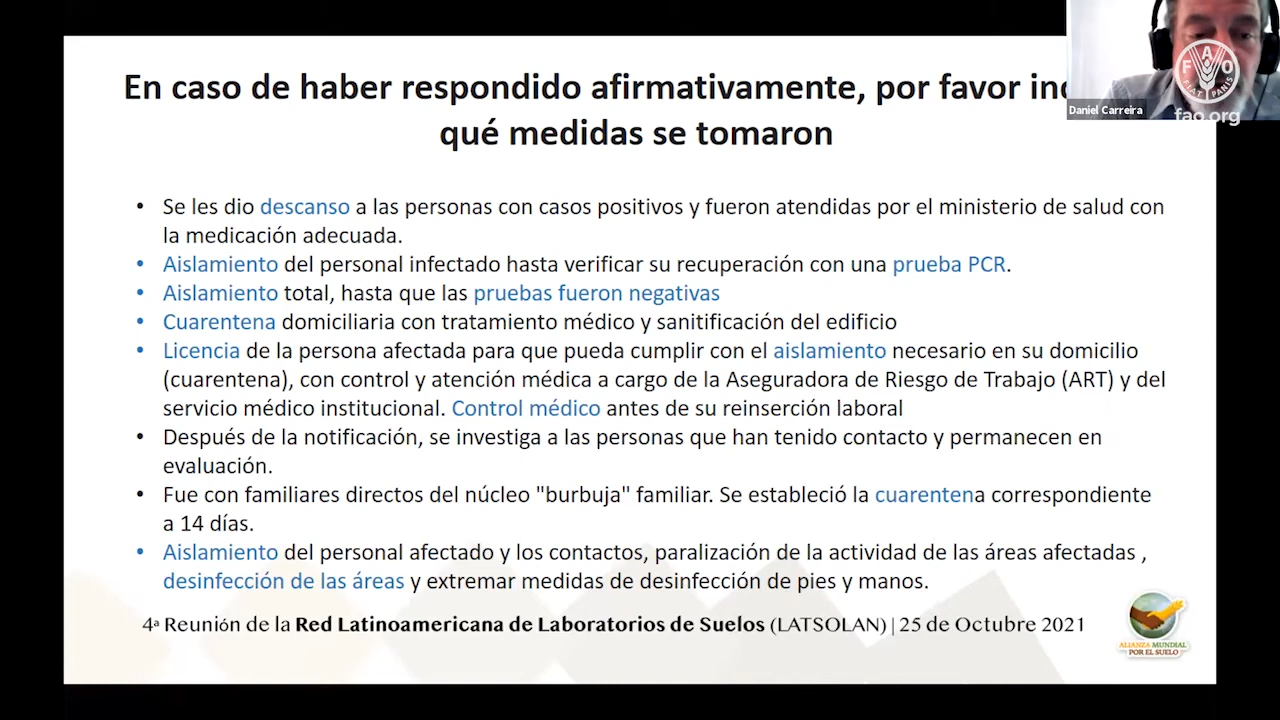 En caso de haber respondido afirmativamente, por favor
qué medidas se tomaron
Daniel Carreira
FAO
FIAT PANIS
fao.org
• Se les dio descanso a las personas con casos positivos y fueron atendidas por el ministerio de salud con
la medicación adecuada.
• Aislamiento del personal infectado hasta verificar su recuperación con una prueba PCR.
• Aislamiento total, hasta que las pruebas fueron negativas
• Cuarentena domiciliaria con tratamiento médico y sanitificación del edificio
• Licencia de la persona afectada para que pueda cumplir con el aislamiento necesario en su domicilio
(cuarentena), con control y atención médica a cargo de la Aseguradora de Riesgo de Trabajo (ART) y del
servicio médico institucional. Control médico antes de su reinserción laboral
• Después de la notificación, se investiga a las personas que han tenido contacto y permanecen en
evaluación.
• Fue con familiares directos del núcleo "burbuja" familiar. Se estableció la cuarentena correspondiente
a 14 días.
• Aislamiento del personal afectado y los contactos, paralización de la actividad de las áreas afectadas ,
desinfección de las áreas y extremar medidas de desinfección de pies y manos.
4ª Reunión de la Red Latinoamericana de Laboratorios de Suelos (LATSOLAN) | 25 de Octubre 2021
ALIANZA MUNDIAL
POR EL SUELO